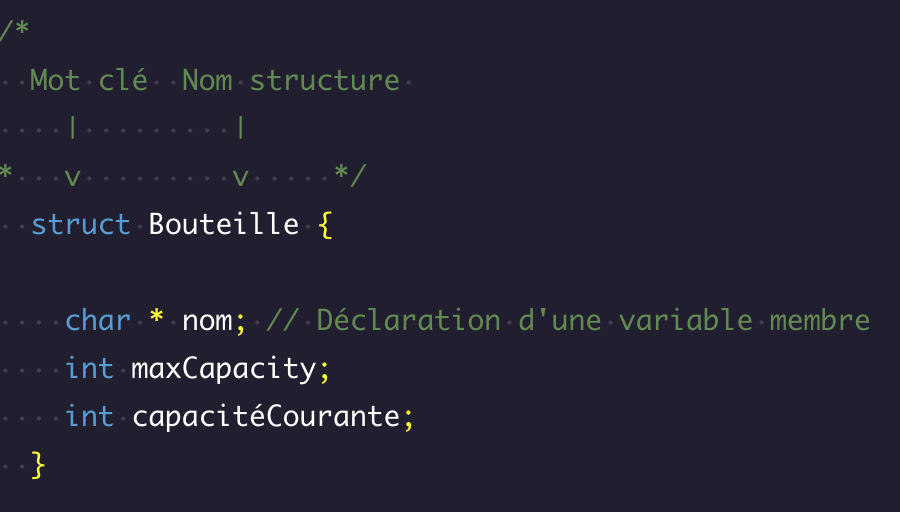 /*
Mot clé  Nom structure
|         |
*   v         v     */
struct Bouteille {
char * nom; // Déclaration d'une variable membre
int maxCapacity;
int capacitéCourante;
}